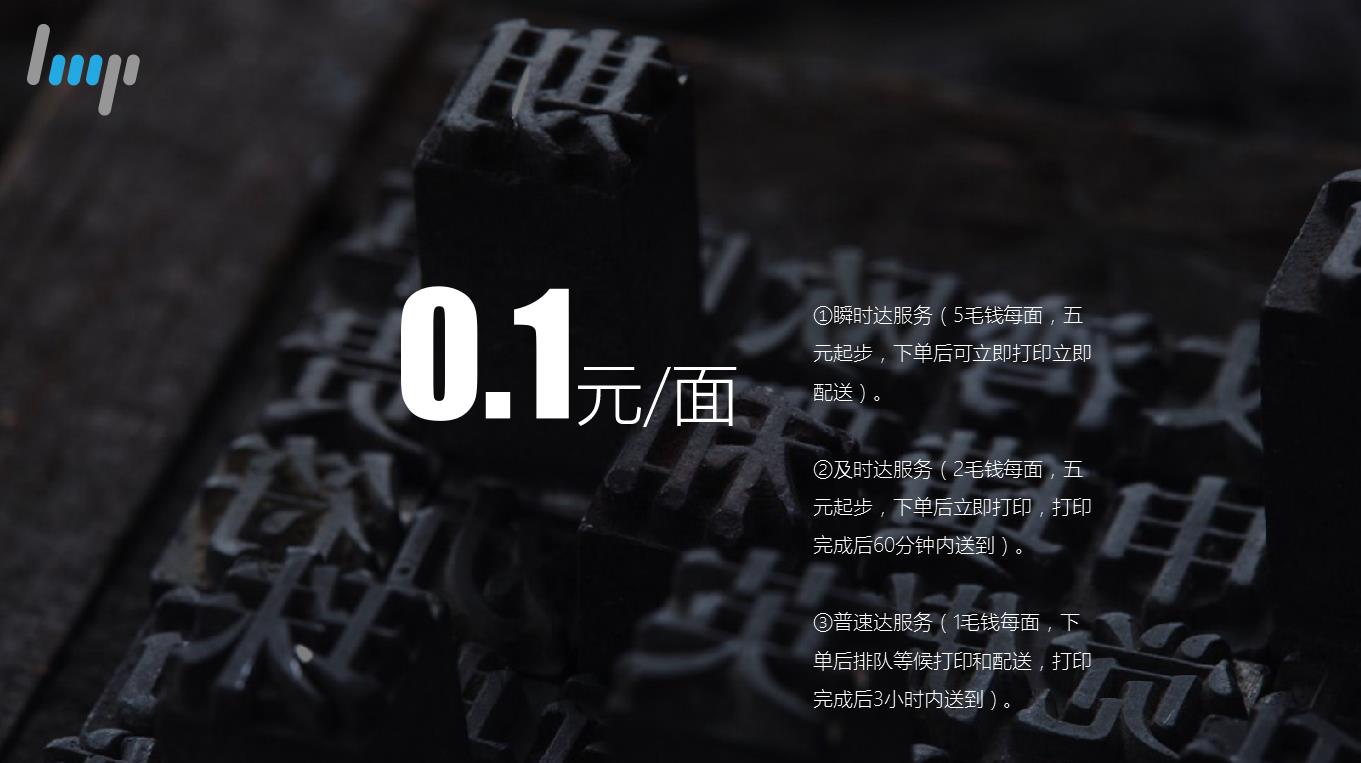 0.1元/面
①瞬时达服务（5毛钱每面，五
元起步，下单后可立即打印立即
配送）。
②及时达服务（2毛钱每面，五
元起步，下单后立即打印，打印
完成后60分钟内送到）。
③普速达服务（1毛钱每面，下
单后排队等候打印和配送，打印
完成后3小时内送到）。